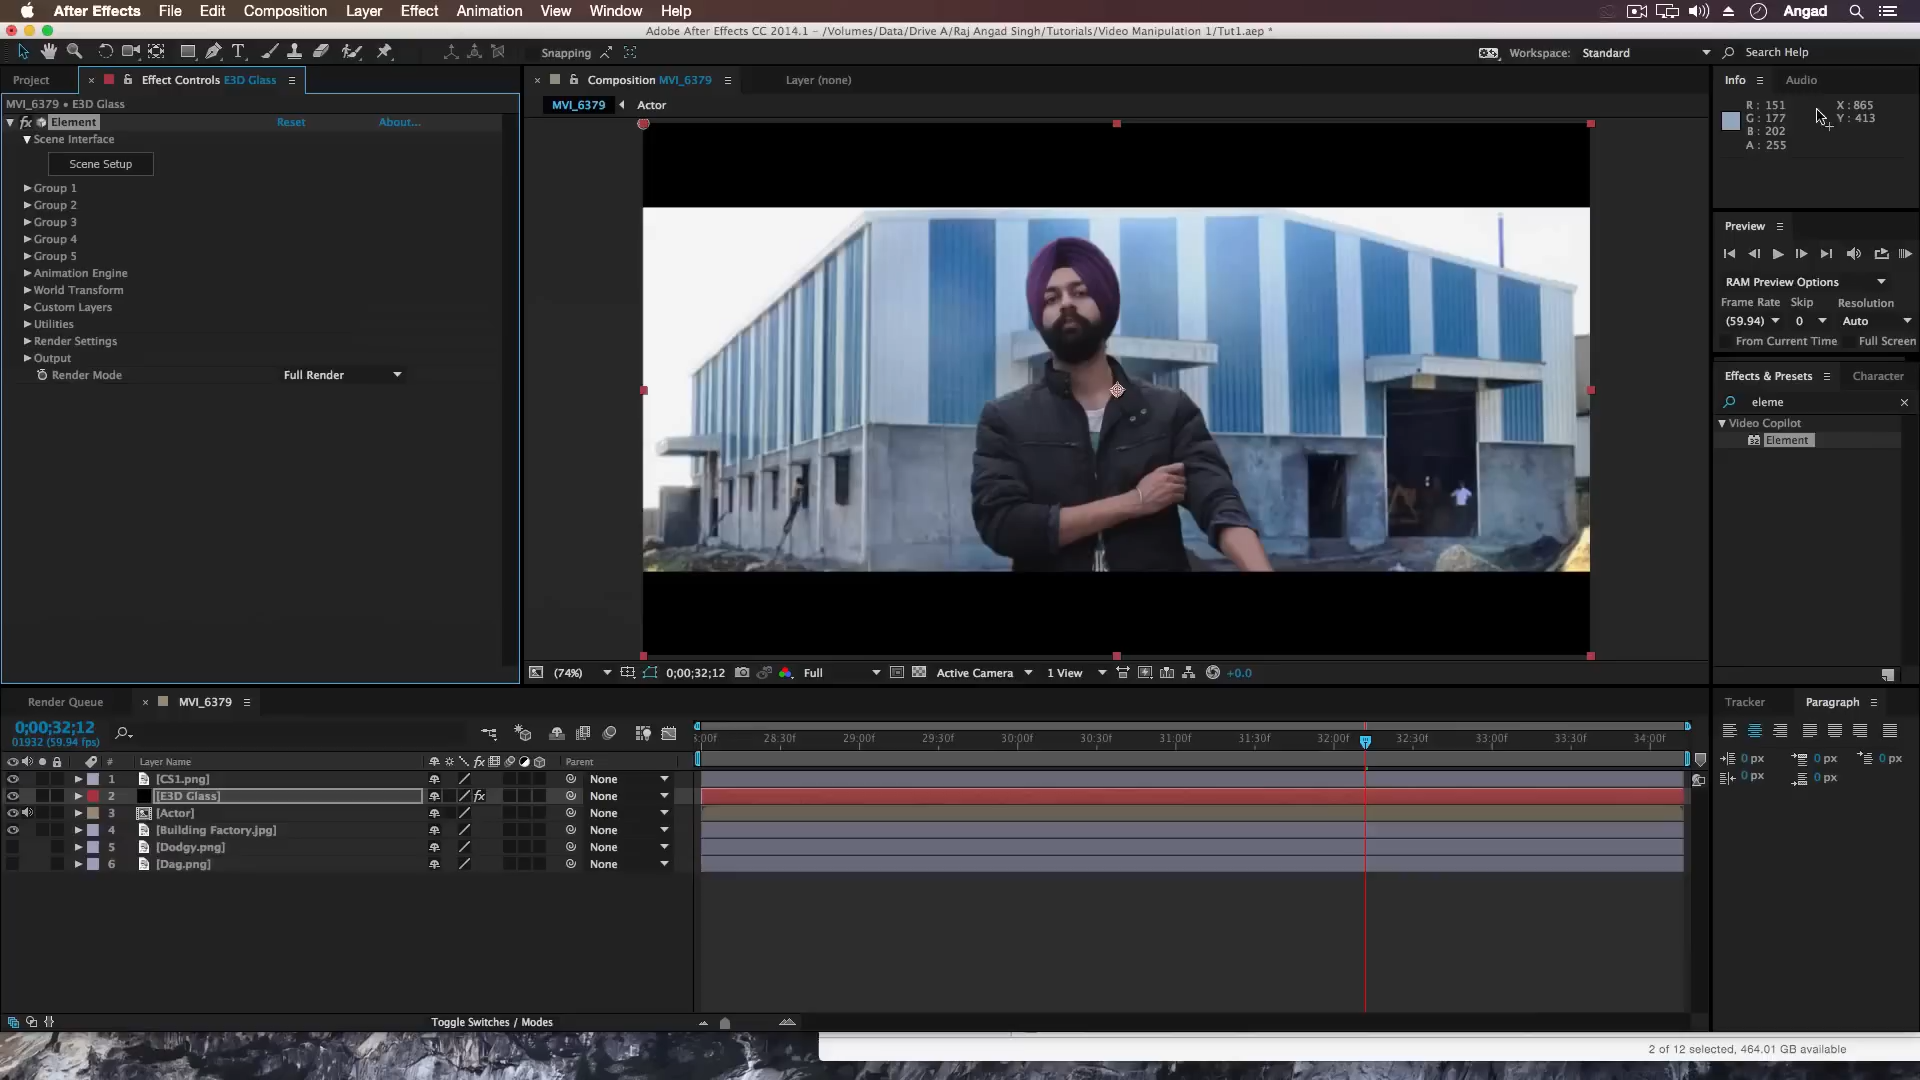 After Effects File Edit Composition Layer Effect Animation View Window Help Angad
Adobe After Effects CC 2014.1 - /Volumes/Data/Drive A/Raj Angad Singh/Tutorials/Video Manipulation 1/Tut1.aep *
Snapping Workspace: Standard Search Help
Project Effect Controls E3D Glass Composition MVI_6379 Layer (none) Info Audio
MVI_6379 • E3D Glass MVI_6379 Actor
R : 151 X : 865
G : 177 Y : 413
B : 202
A : 255
fx Element Reset About...
Scene Interface
Scene Setup
Group 1
Group 2
Group 3
Group 4
Group 5
Animation Engine
World Transform
Custom Layers
Utilities
Render Settings
Output
Render Mode Full Render
Preview
RAM Preview Options
Frame Rate Skip Resolution
(59.94) 0 Auto
From Current Time Full Screen
Effects & Presets Character
eleme
Video Copilot
32 Element
(74%) 0;00;32;12 Full Active Camera 1 View +0.0
Render Queue MVI_6379 Tracker Paragraph
0;00;32;12
01932 (59.94 fps)
:00f 28:30f 29:00f 29:30f 30:00f 30:30f 31:00f 31:30f 32:00f 32:30f 33:00f 33:30f 34:00f
# Layer Name fx Parent
1 [CS1.png] None
2 [E3D Glass] fx None
3 [Actor] None
4 [Building Factory.jpg] None
5 [Dodgy.png] None
6 [Dag.png] None
0 px 0 px 0 px
0 px 0 px
Toggle Switches / Modes
2 of 12 selected, 464.01 GB available